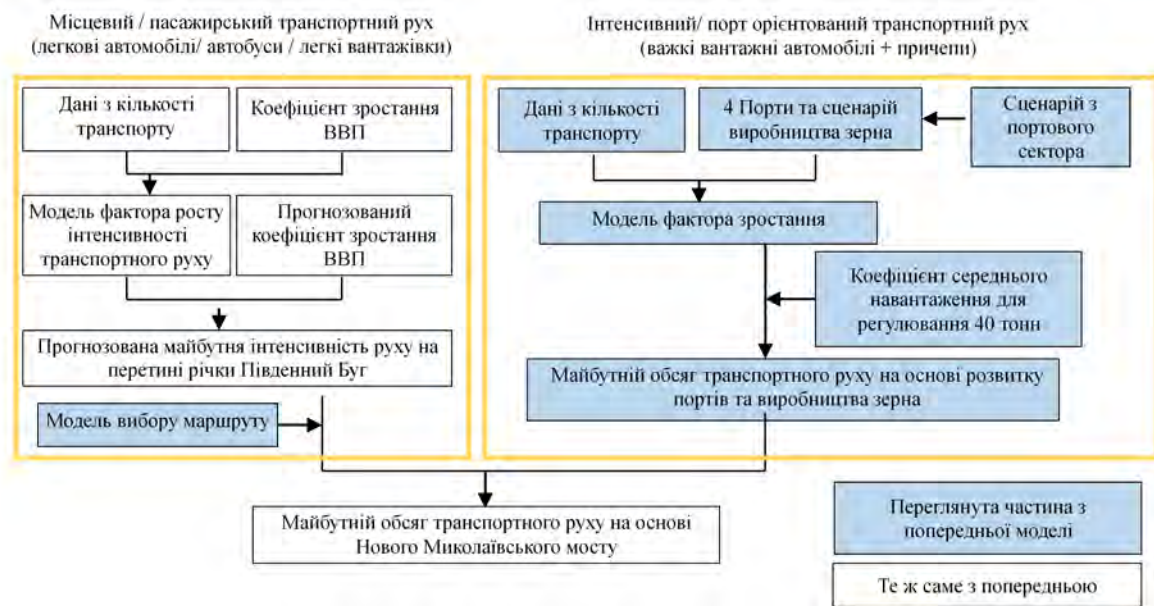 Місцевий / пасажирський транспортний рух
(легкові автомобілі/ автобуси / легкі вантажівки)
Дані з кількості
транспорту
Коефіцієнт зростання
ВВП
Модель фактора росту
інтенсивності
транспортного руху
Прогнозований
коефіцієнт зростання
ВВП
Прогнозована майбутня інтенсивність руху на
перетині річки Південний Буг
Модель вибору маршруту
Інтенсивний/ порт орієнтований транспортний рух
(важкі вантажні автомобілі + причепи)
Дані з кількості
транспорту
4 Порти та сценарій
виробництва зерна
Сценарій з
портового
сектора
Модель фактора зростання
Коефіцієнт середнього
навантаження для
регулювання 40 тонн
Майбутній обсяг транспортного руху на основі розвитку
портів та виробництва зерна
Майбутній обсяг транспортного руху на основі
Нового Миколаївського мосту
Переглянута частина з
попередньої моделі
Те ж саме з попередньою